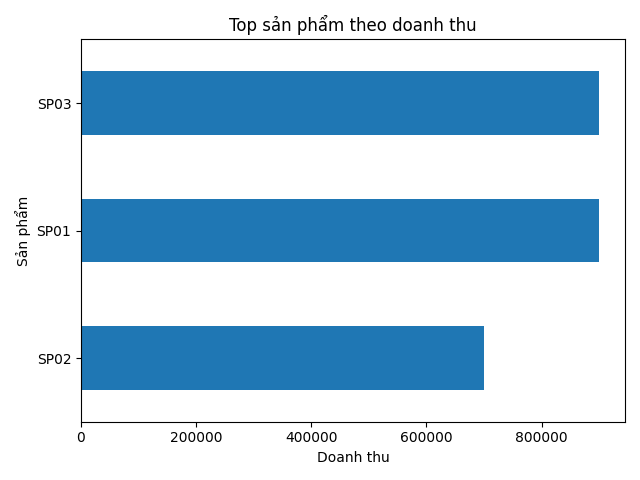 Top sản phẩm theo doanh thu
Sản phẩm
SP03
SP01
SP02
0 200000 400000 600000 800000
Doanh thu